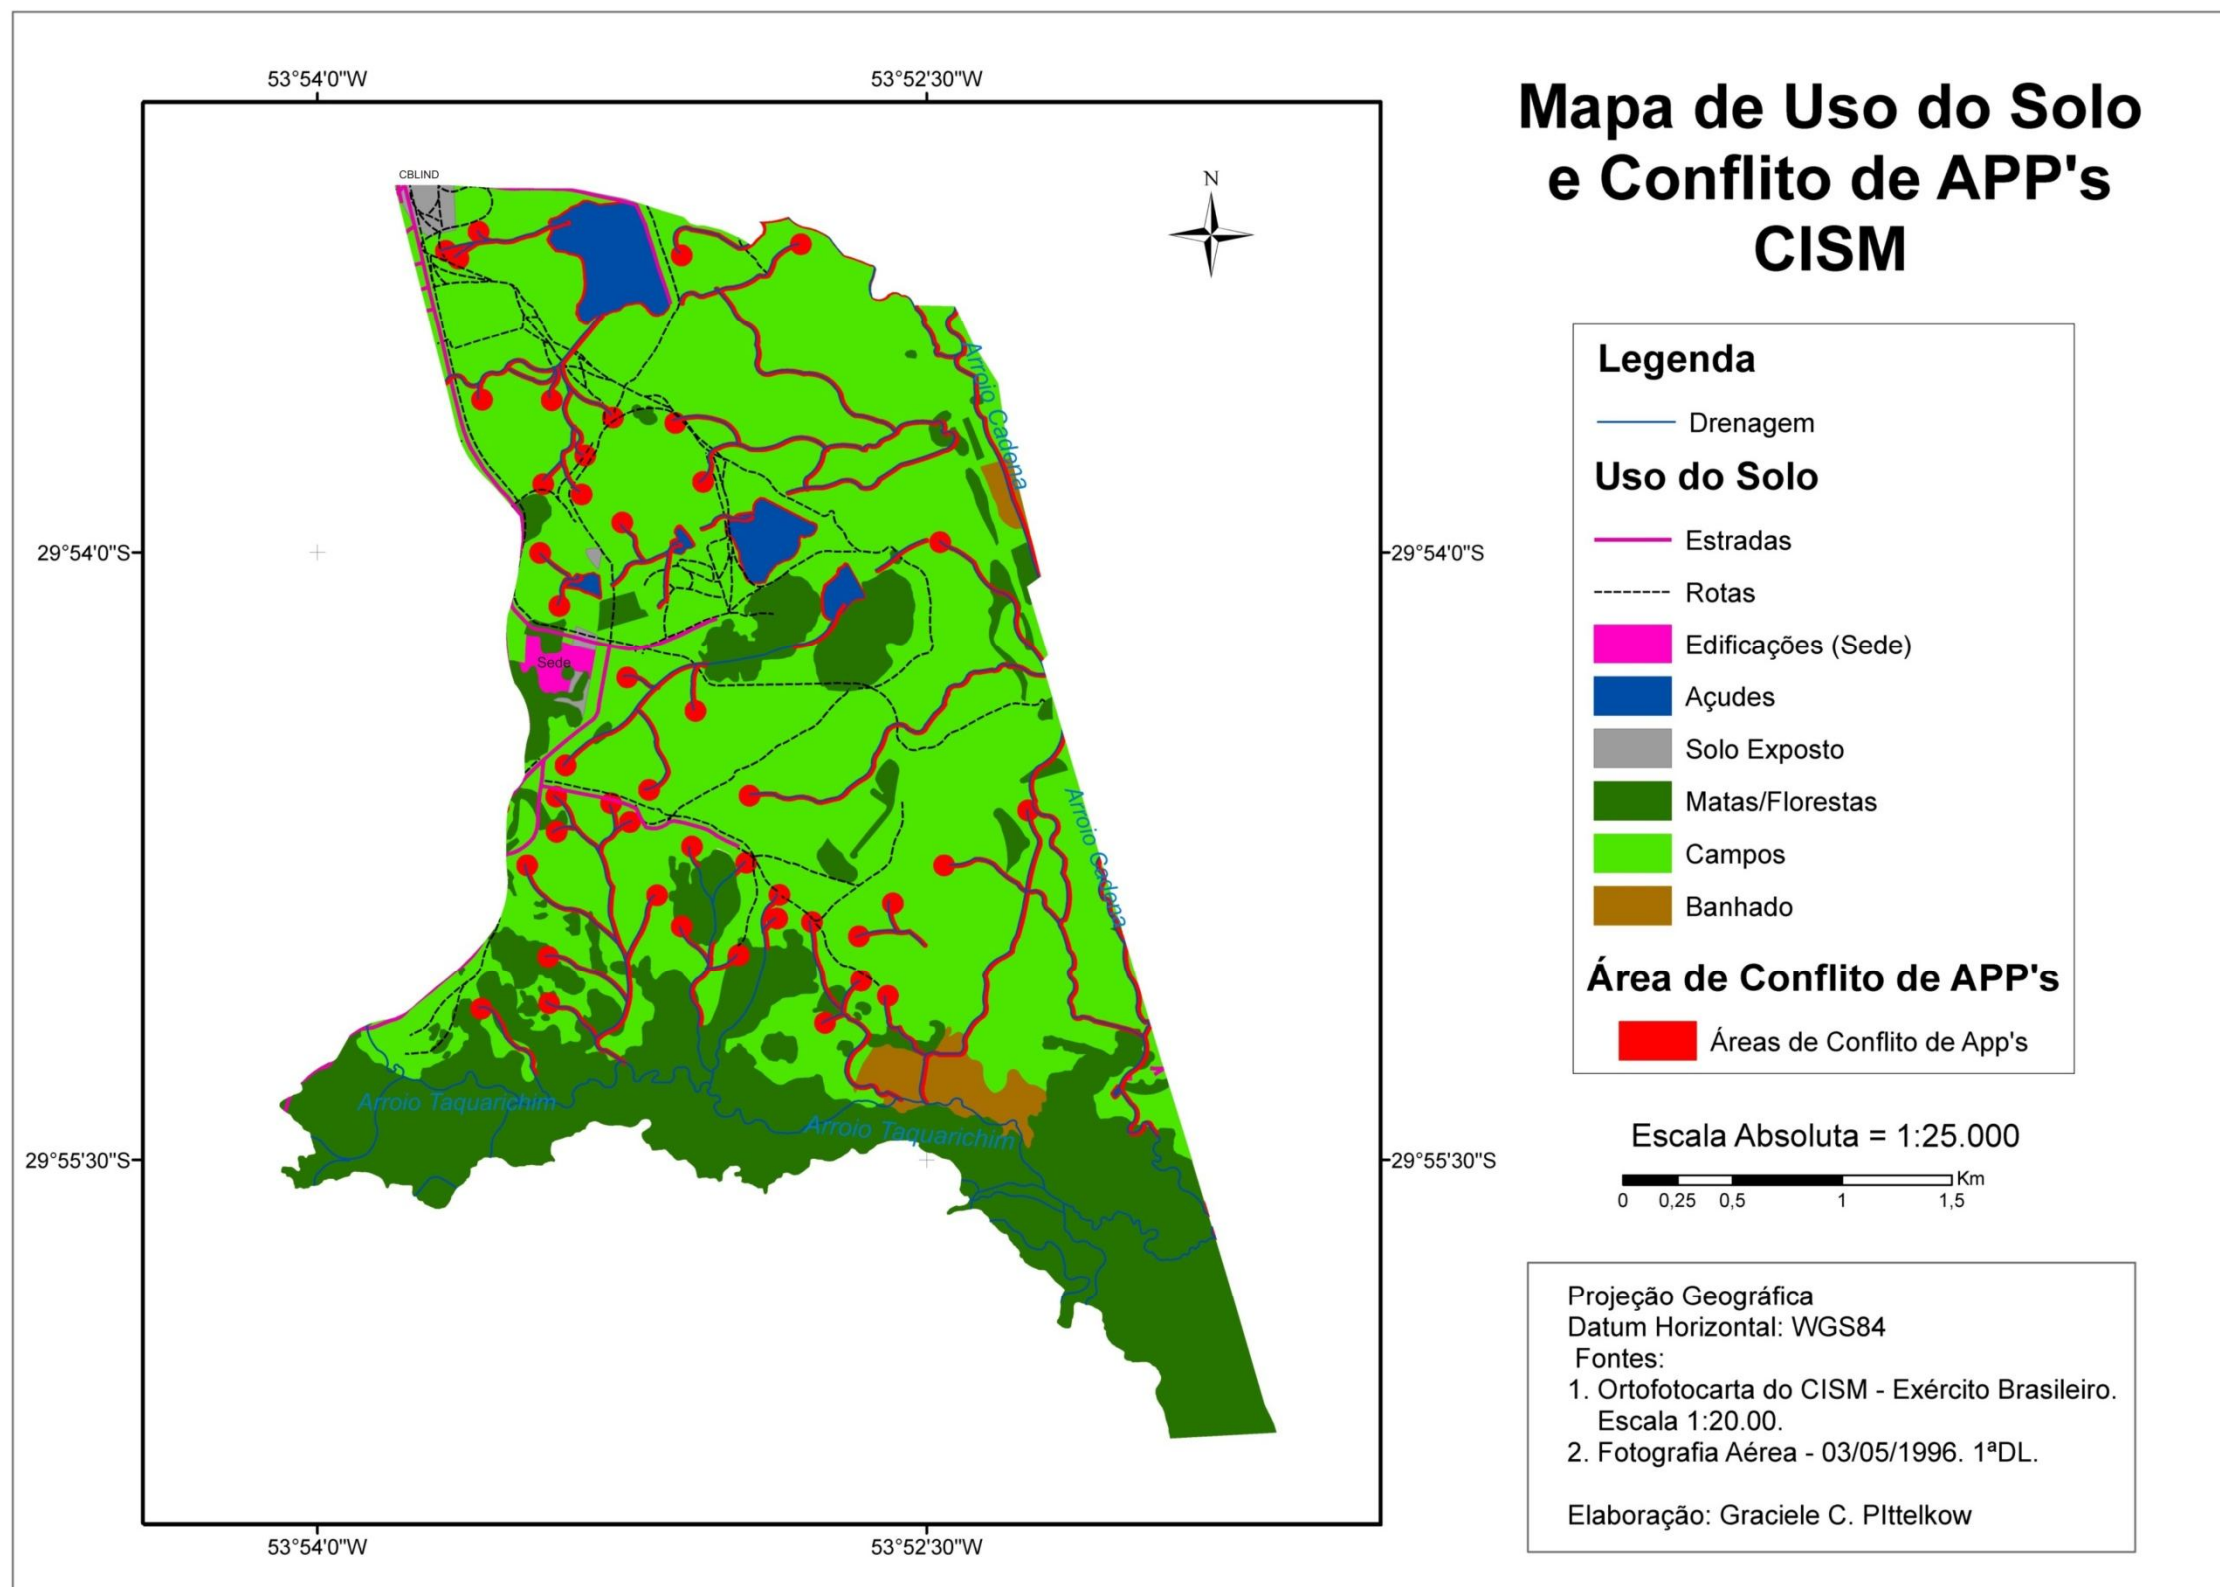 Mapa de Uso do Solo
e Conflito de APP's
CISM
53°54'0"W
53°52'30"W
CBLIND
N
Arroio Cadena
29°54'0"S
29°54'0"S
Sede
Arroio Cadena
Arroio Taquarichim
Arroio Taquarichim
29°55'30"S
29°55'30"S
53°54'0"W
53°52'30"W
Legenda
Drenagem
Uso do Solo
Estradas
Rotas
Edificações (Sede)
Açudes
Solo Exposto
Matas/Florestas
Campos
Banhado
Área de Conflito de APP's
Áreas de Conflito de App's
Escala Absoluta = 1:25.000
Km
0 0,25 0,5 1 1,5
Projeção Geográfica
Datum Horizontal: WGS84
Fontes:
1. Ortofotocarta do CISM - Exército Brasileiro.
Escala 1:20.00.
2. Fotografia Aérea - 03/05/1996. 1ªDL.
Elaboração: Graciele C. PIttelkow